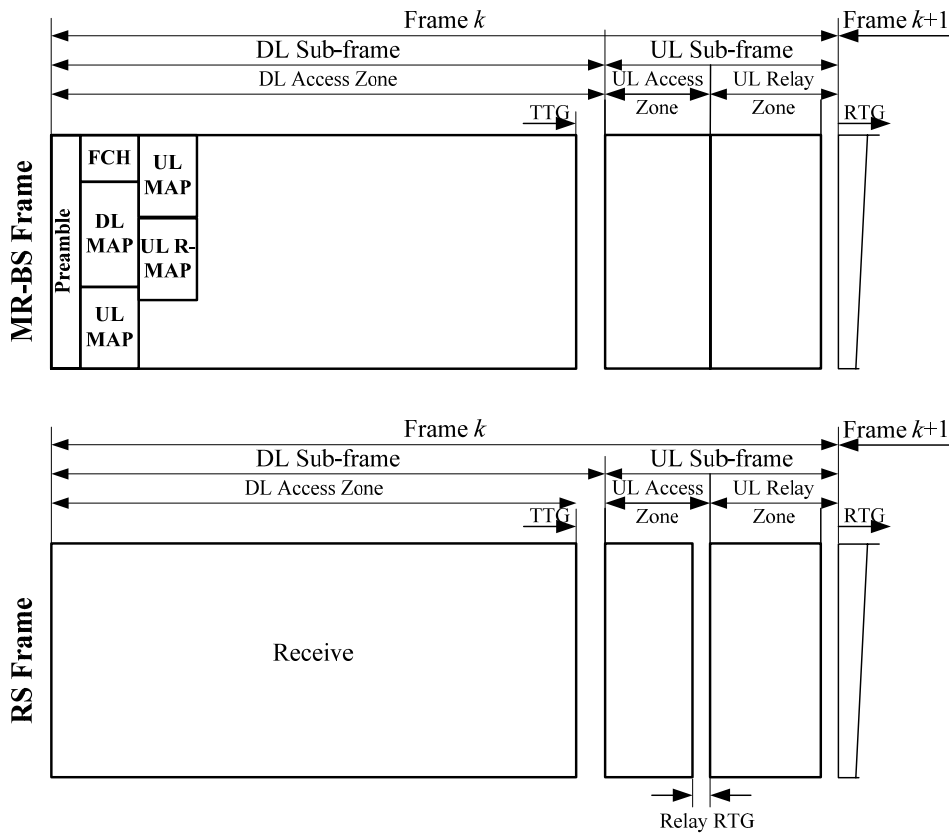 Frame k
Frame k+1
DL Sub-frame
UL Sub-frame
DL Access Zone
UL Access
Zone
UL Relay
Zone
TTG
RTG
MR-BS Frame
Preamble
FCH
DL
MAP
UL
MAP
UL
MAP
UL R-
MAP
Frame k
Frame k+1
DL Sub-frame
UL Sub-frame
DL Access Zone
UL Access
Zone
UL Relay
Zone
TTG
RTG
RS Frame
Receive
Relay RTG